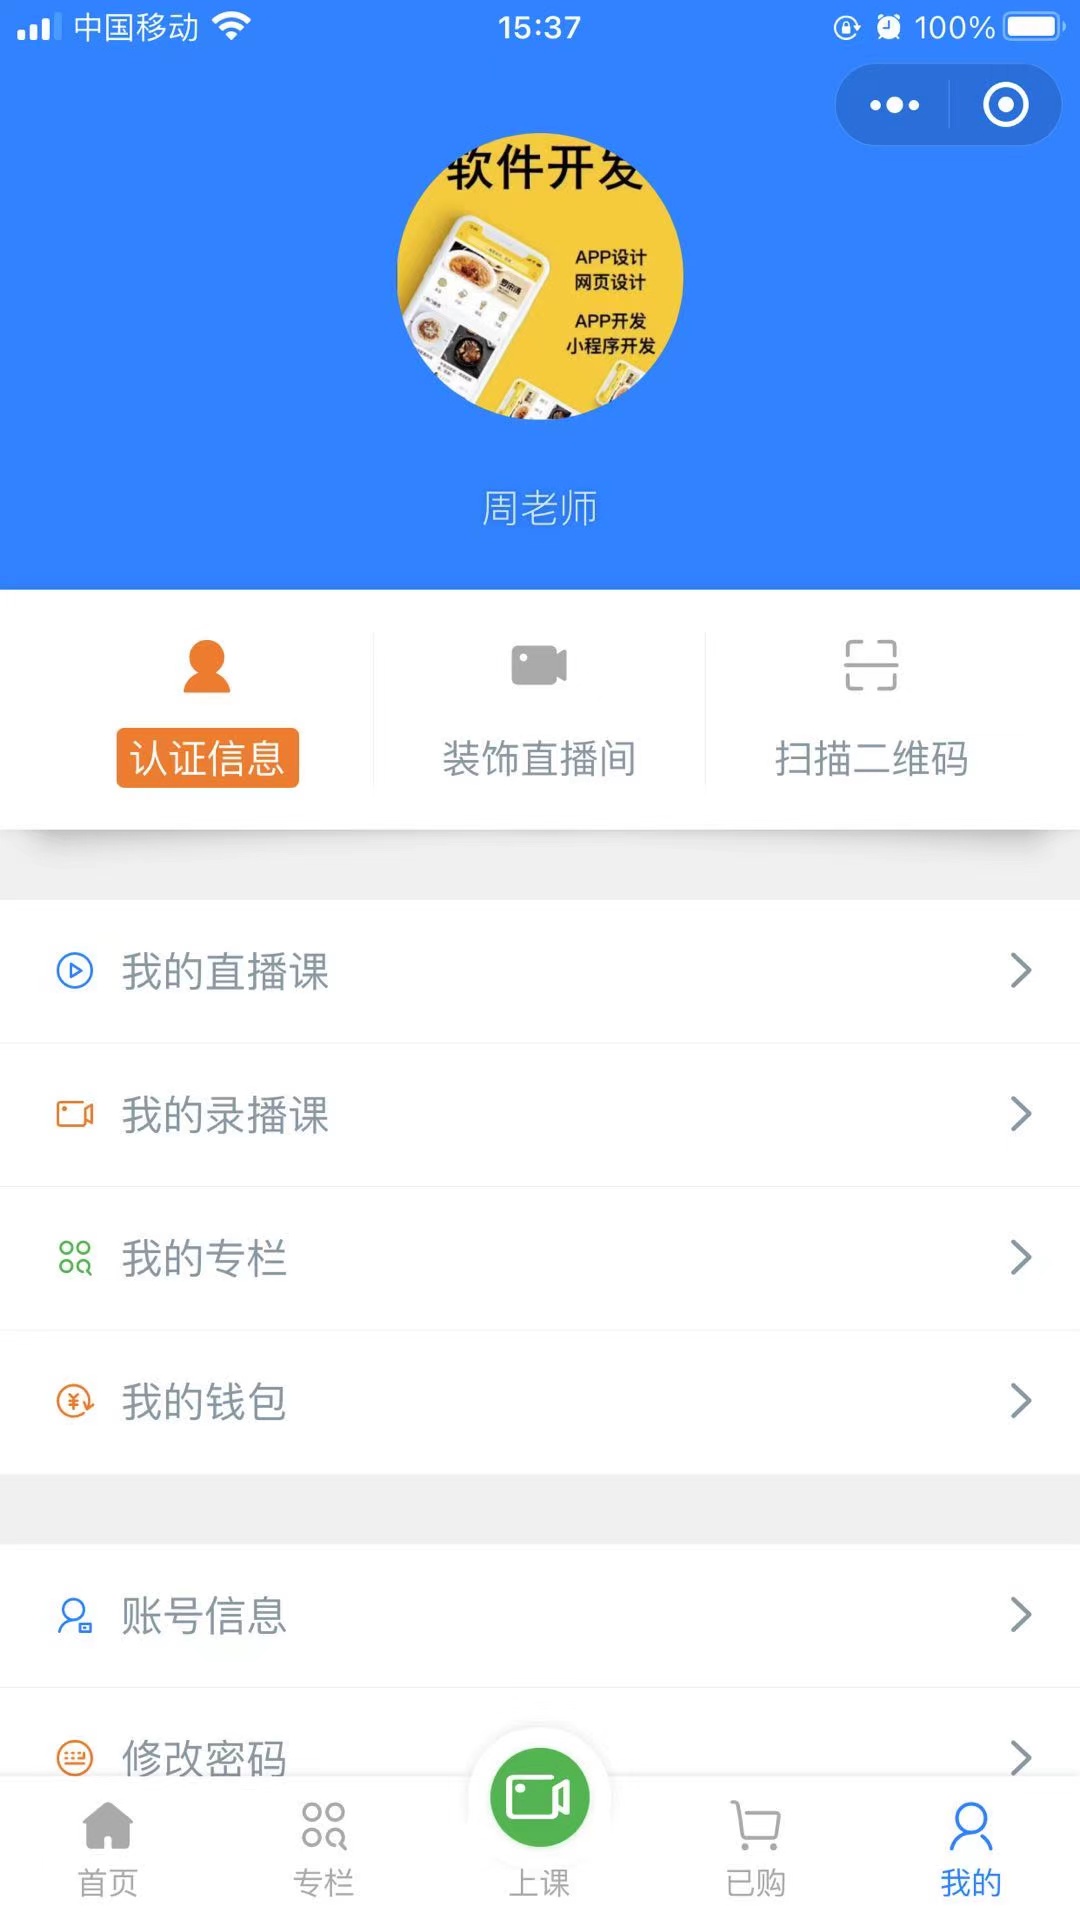 中国移动
15:37
100%
软件开发
APP设计
网页设计
APP开发
小程序开发
周老师
认证信息
装饰直播间
扫描二维码
我的直播课
我的录播课
我的专栏
我的钱包
账号信息
修改密码
首页
专栏
上课
已购
我的